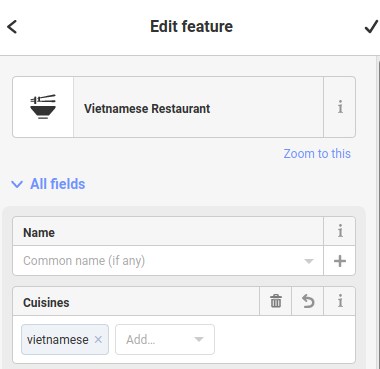 Edit feature
Vietnamese Restaurant
Zoom to this
All fields
Name
Common name (if any)
Cuisines
vietnamese ×
Add...